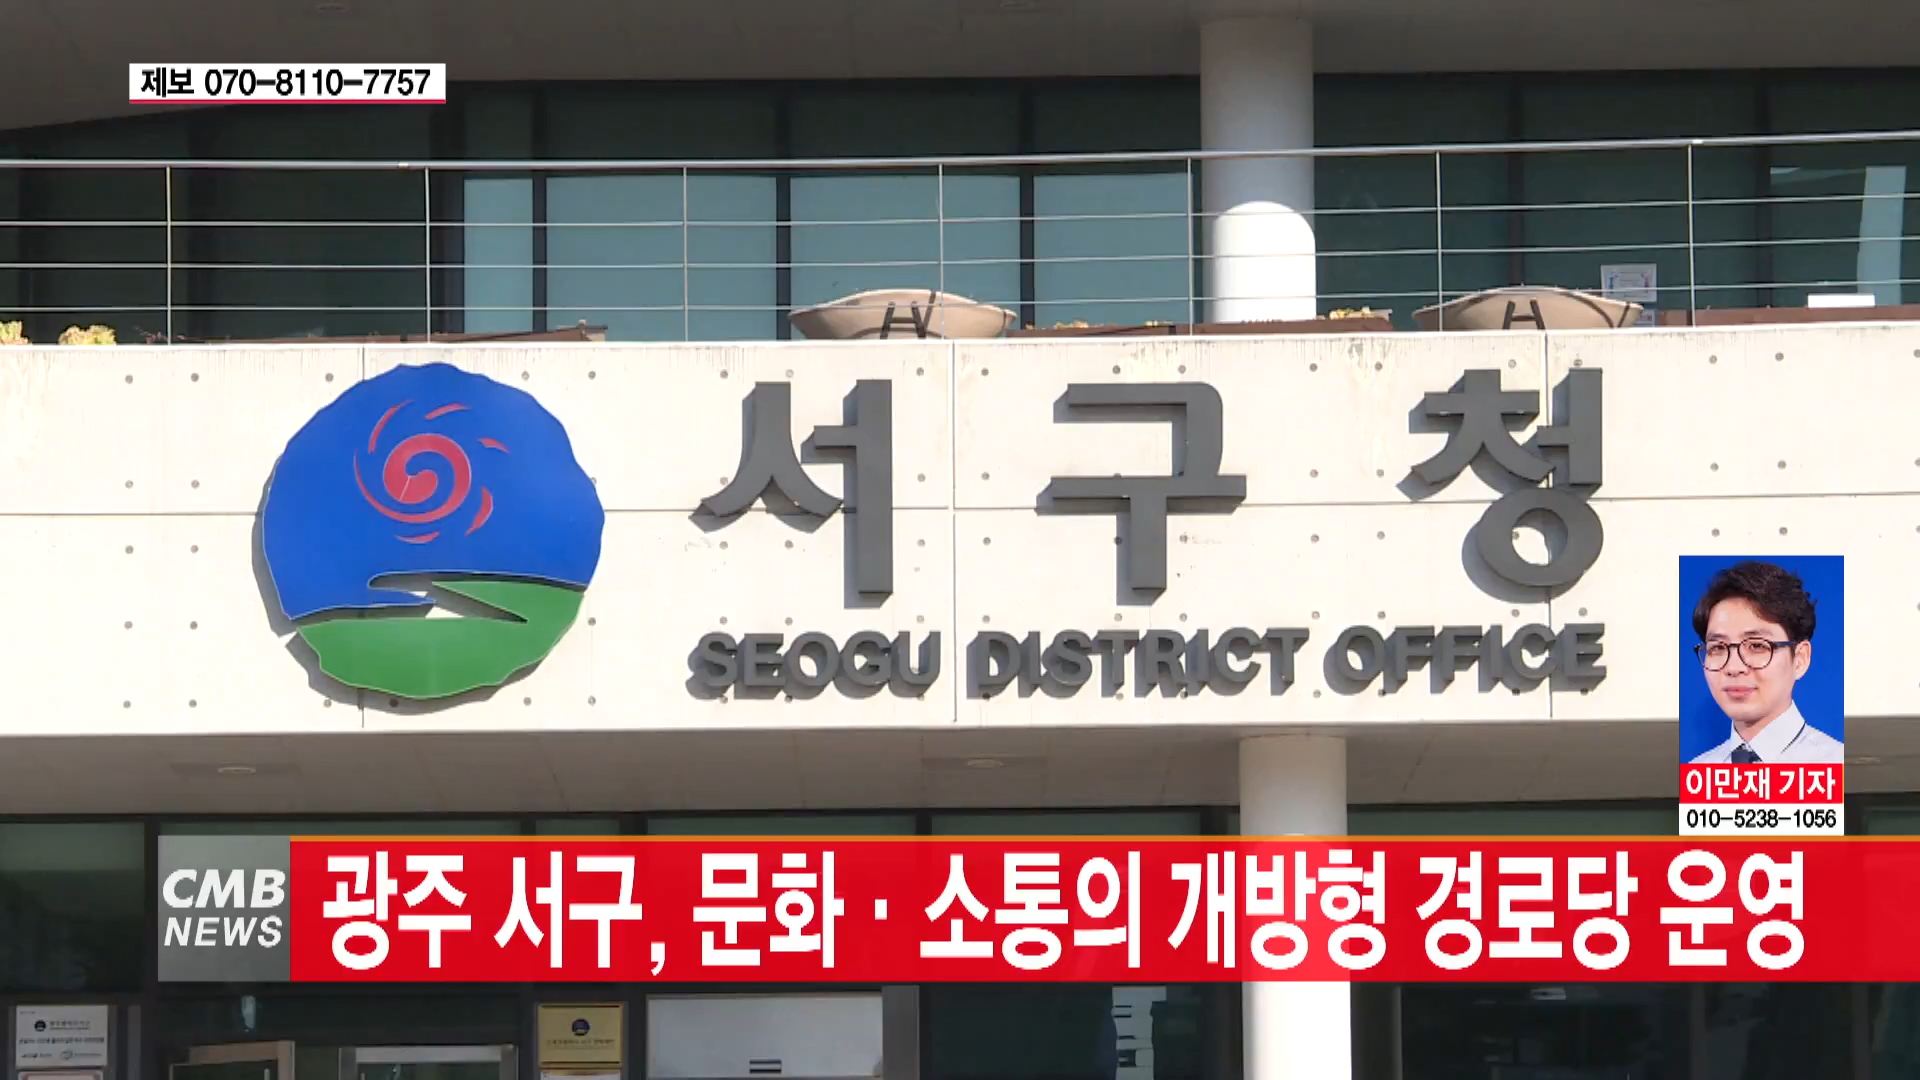 제보 070-8110-7757
서구청
SEOGU DISTRICT OFFICE
이만재 기자
010-5238-1056
CMB
NEWS
광주 서구, 문화·소통의 개방형 경로당 운영